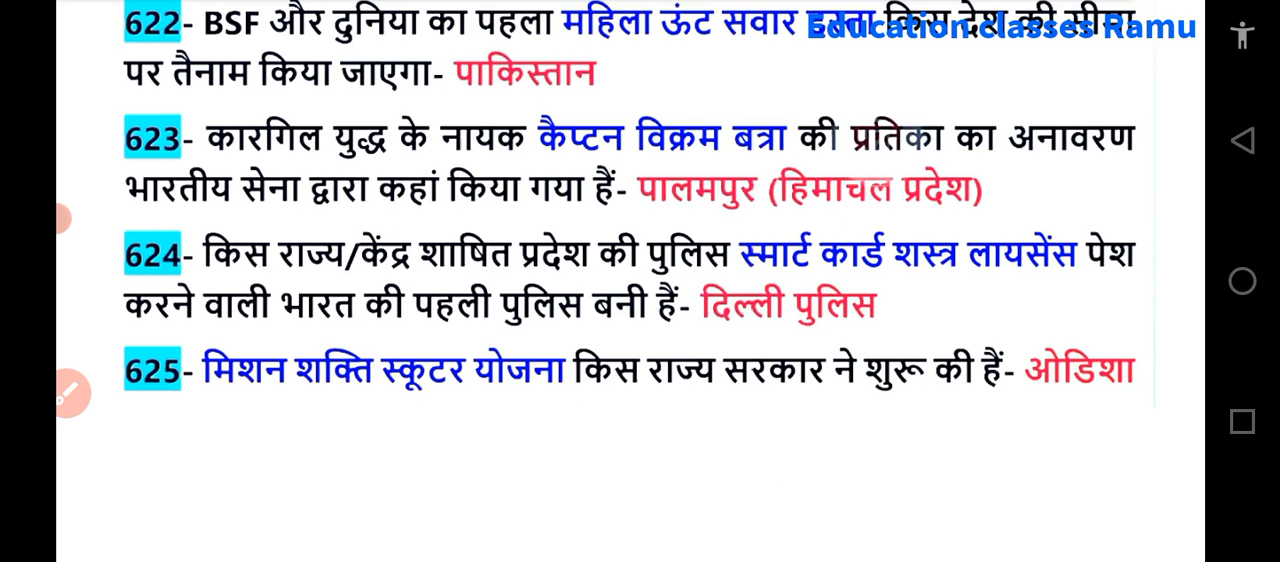 622- BSF और दुनिया का पहला महिला ऊंट सवार दस्ता किस देश की सीमा
Education classes Ramu
पर तैनाम किया जाएगा- पाकिस्तान
623- कारगिल युद्ध के नायक कैप्टन विक्रम बत्रा की प्रतिका का अनावरण
भारतीय सेना द्वारा कहां किया गया हैं- पालमपुर (हिमाचल प्रदेश)
624- किस राज्य/केंद्र शाषित प्रदेश की पुलिस स्मार्ट कार्ड शस्त्र लायसेंस पेश
करने वाली भारत की पहली पुलिस बनी हैं- दिल्ली पुलिस
625- मिशन शक्ति स्कूटर योजना किस राज्य सरकार ने शुरू की हैं- ओडिशा